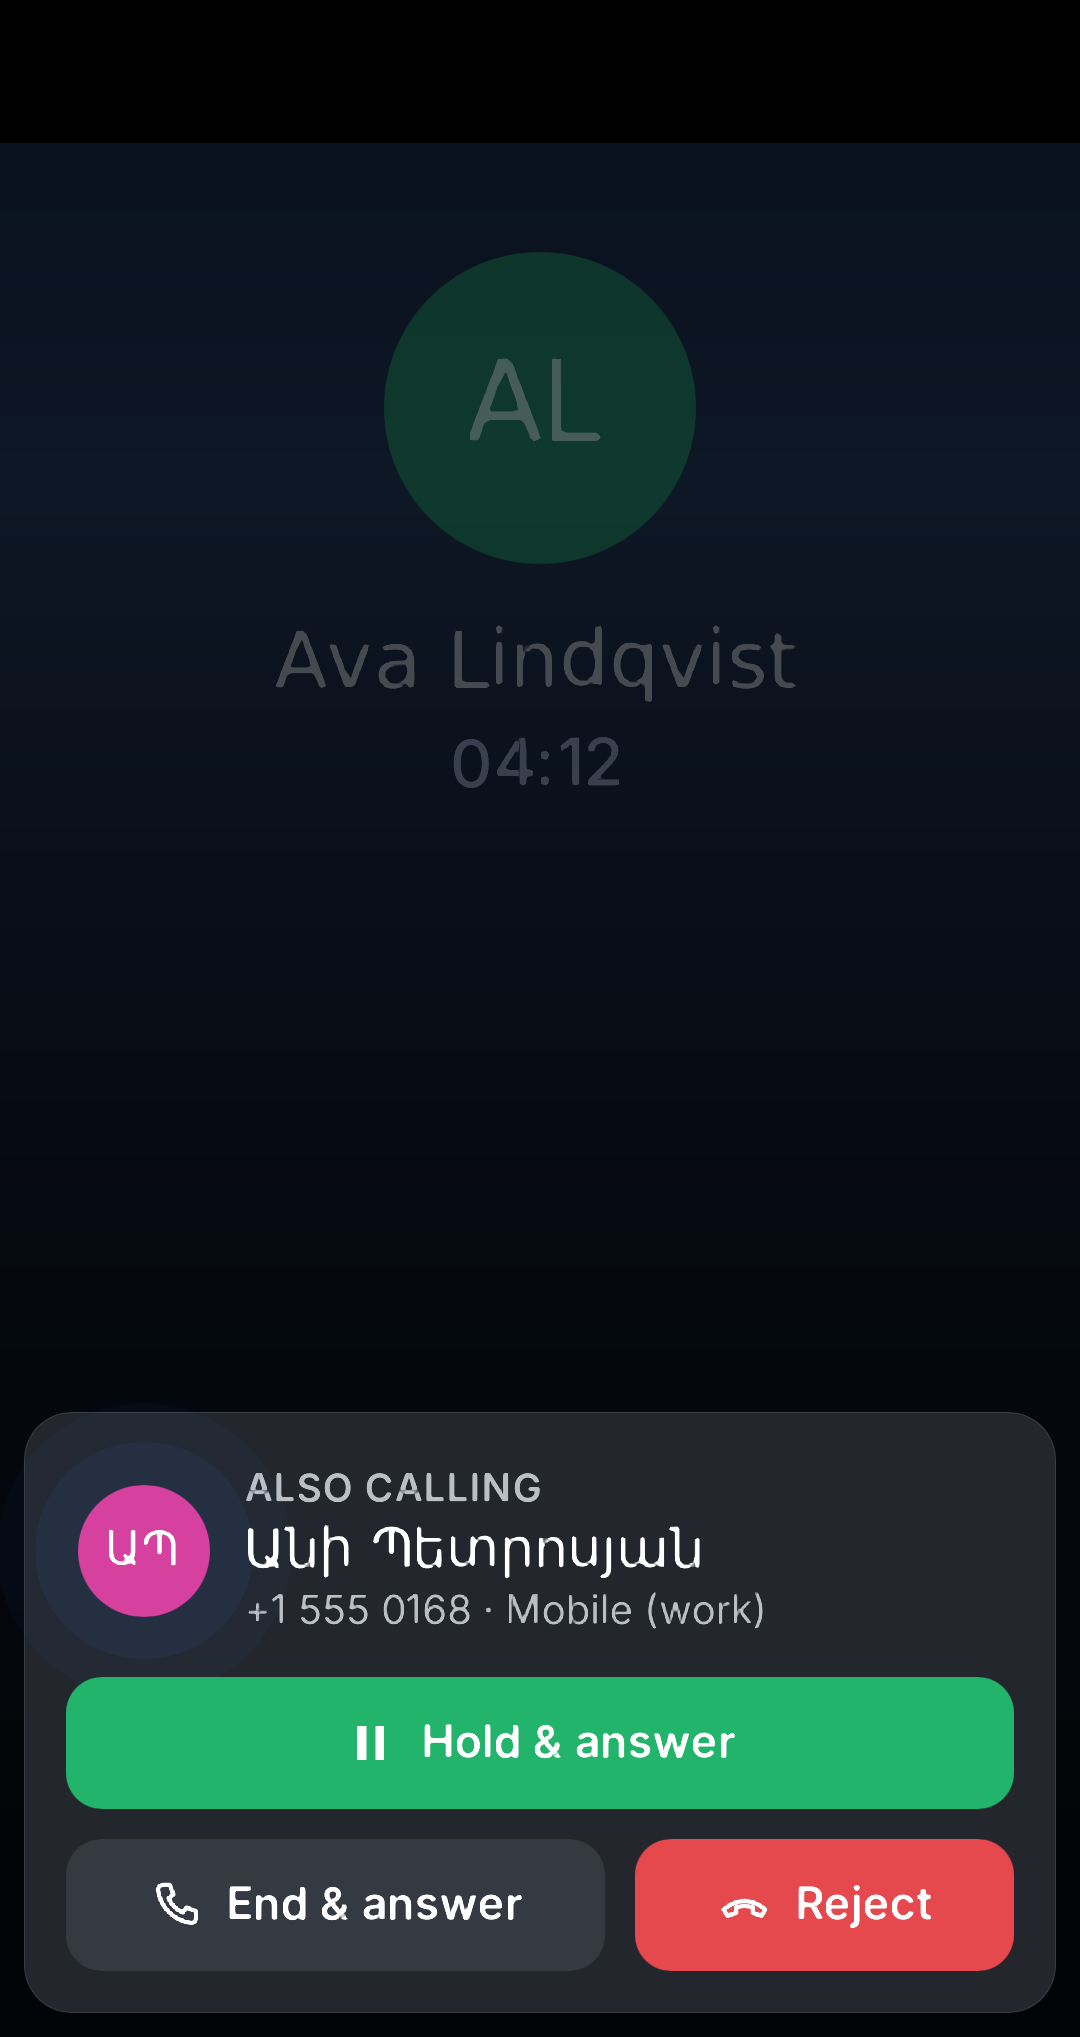 AL
Ava Lindqvist
04:12
ALSO CALLING
ԱՊ
Անի Պետրոսյան
+1 555 0168 · Mobile (work)
Hold & answer
End & answer
Reject